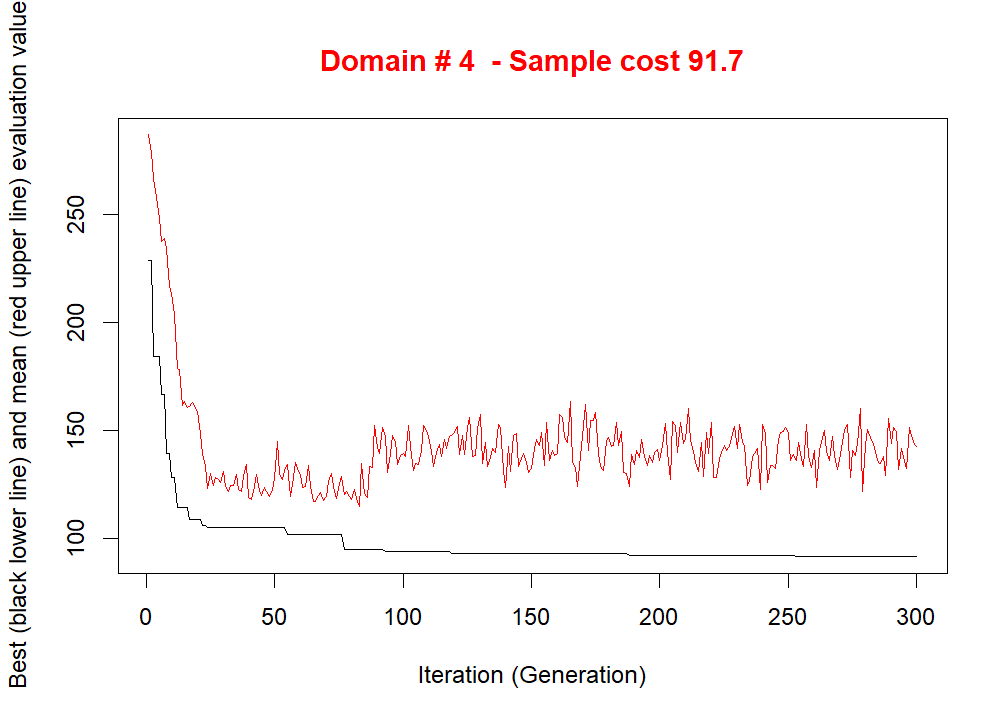 Domain # 4  - Sample cost 91.7
Best (black lower line) and mean (red upper line) evaluation value
250
200
150
100
0 50 100 150 200 250 300
Iteration (Generation)